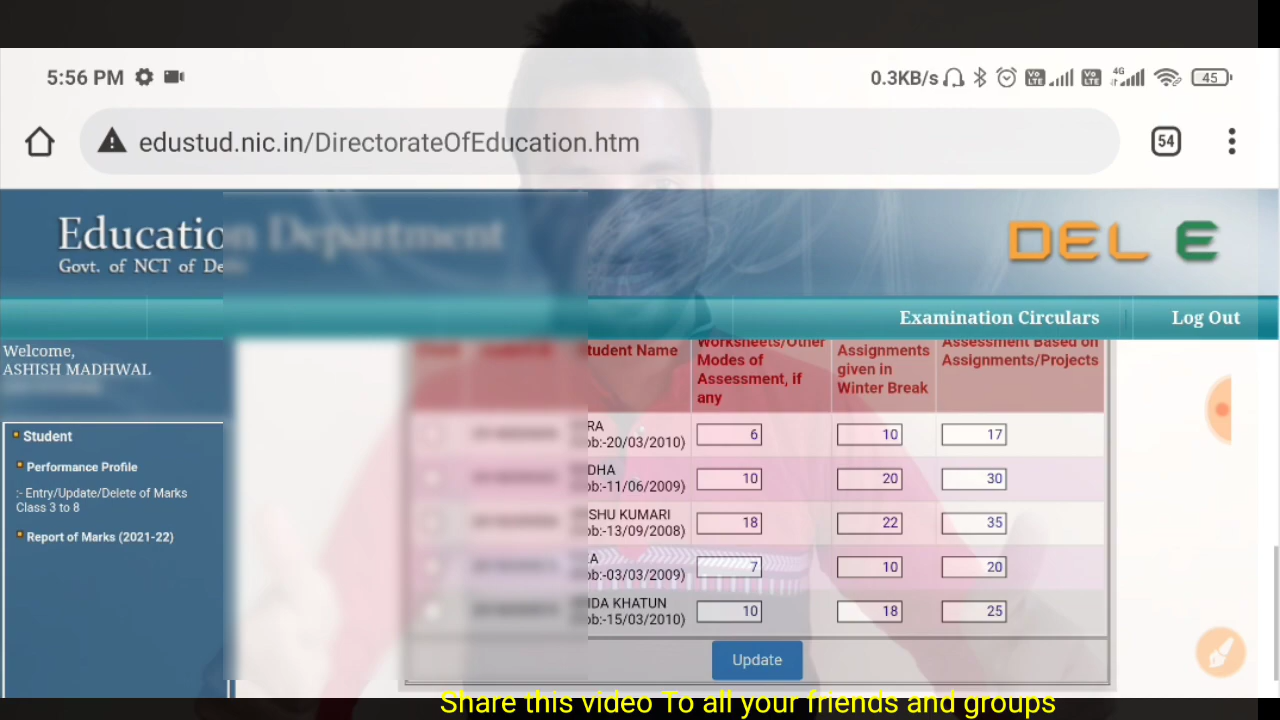 5:56 PM
0.3KB/s
4G
45
edustud.nic.in/DirectorateOfEducation.htm
54
Education Department
Govt. of NCT of De
DEL E
Examination Circulars
Log Out
Welcome,
ASHISH MADHWAL
Student
Performance Profile
:- Entry/Update/Delete of Marks
Class 3 to 8
Report of Marks (2021-22)
tudent Name
Worksheets/Other
Modes of
Assessment, if
any
Assignments
given in
Winter Break
Assessment Based on
Assignments/Projects
RA
ob:-20/03/2010)
6
10
17
DHA
ob:-11/06/2009)
10
20
30
SHU KUMARI
ob:-13/09/2008)
18
22
35
A
ob:-03/03/2009)
7
10
20
IDA KHATUN
ob:-15/03/2010)
10
18
25
Update
Share this video To all your friends and groups